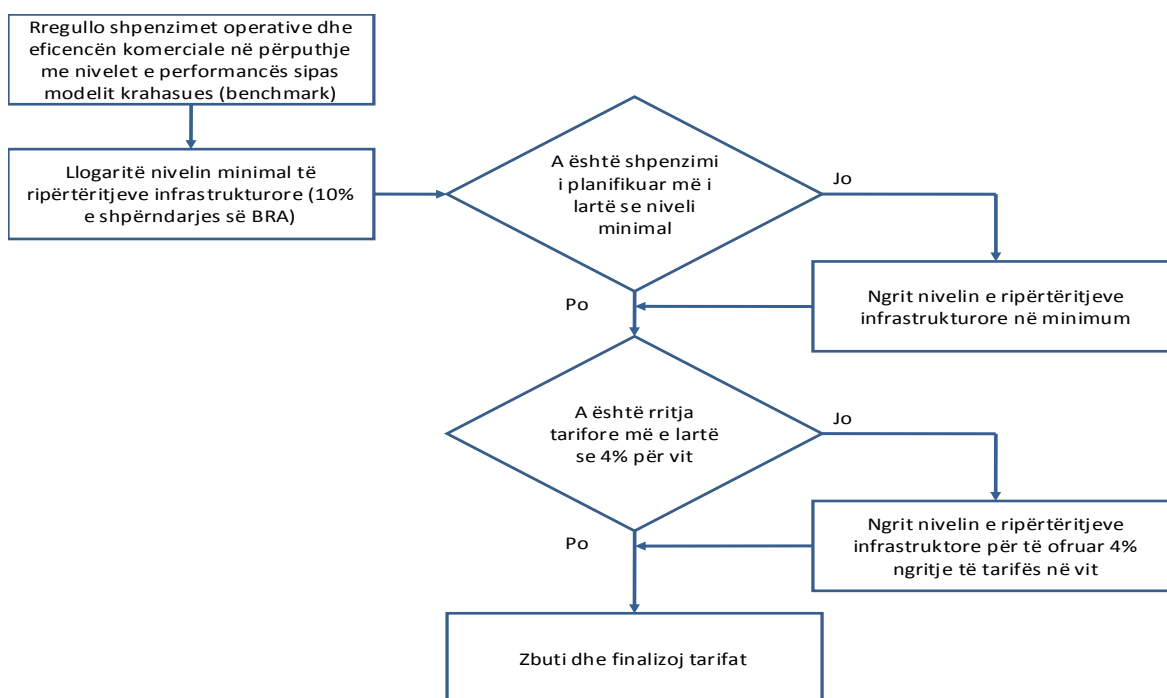 Rregullo shpenzimet operative dhe
eficencën komerciale në përputhje
me nivelet e performancës sipas
modelit krahasues (benchmark)
Llogaritë nivelin minimal të
ripërtëritjeve infrastrukturore (10%
e shpërndarjes së BRA)
A është shpenzimi
i planifikuar më i
lartë se niveli
minimal
Jo
Ngrit nivelin e ripërtëritjeve
infrastrukturore në minimum
Po
A është rritja
tarifore më e lartë
se 4% për vit
Jo
Ngrit nivelin e ripërtëritjeve
infrastruktore për të ofruar 4%
ngritje të tarifës në vit
Po
Zbuti dhe finalizoj tarifat